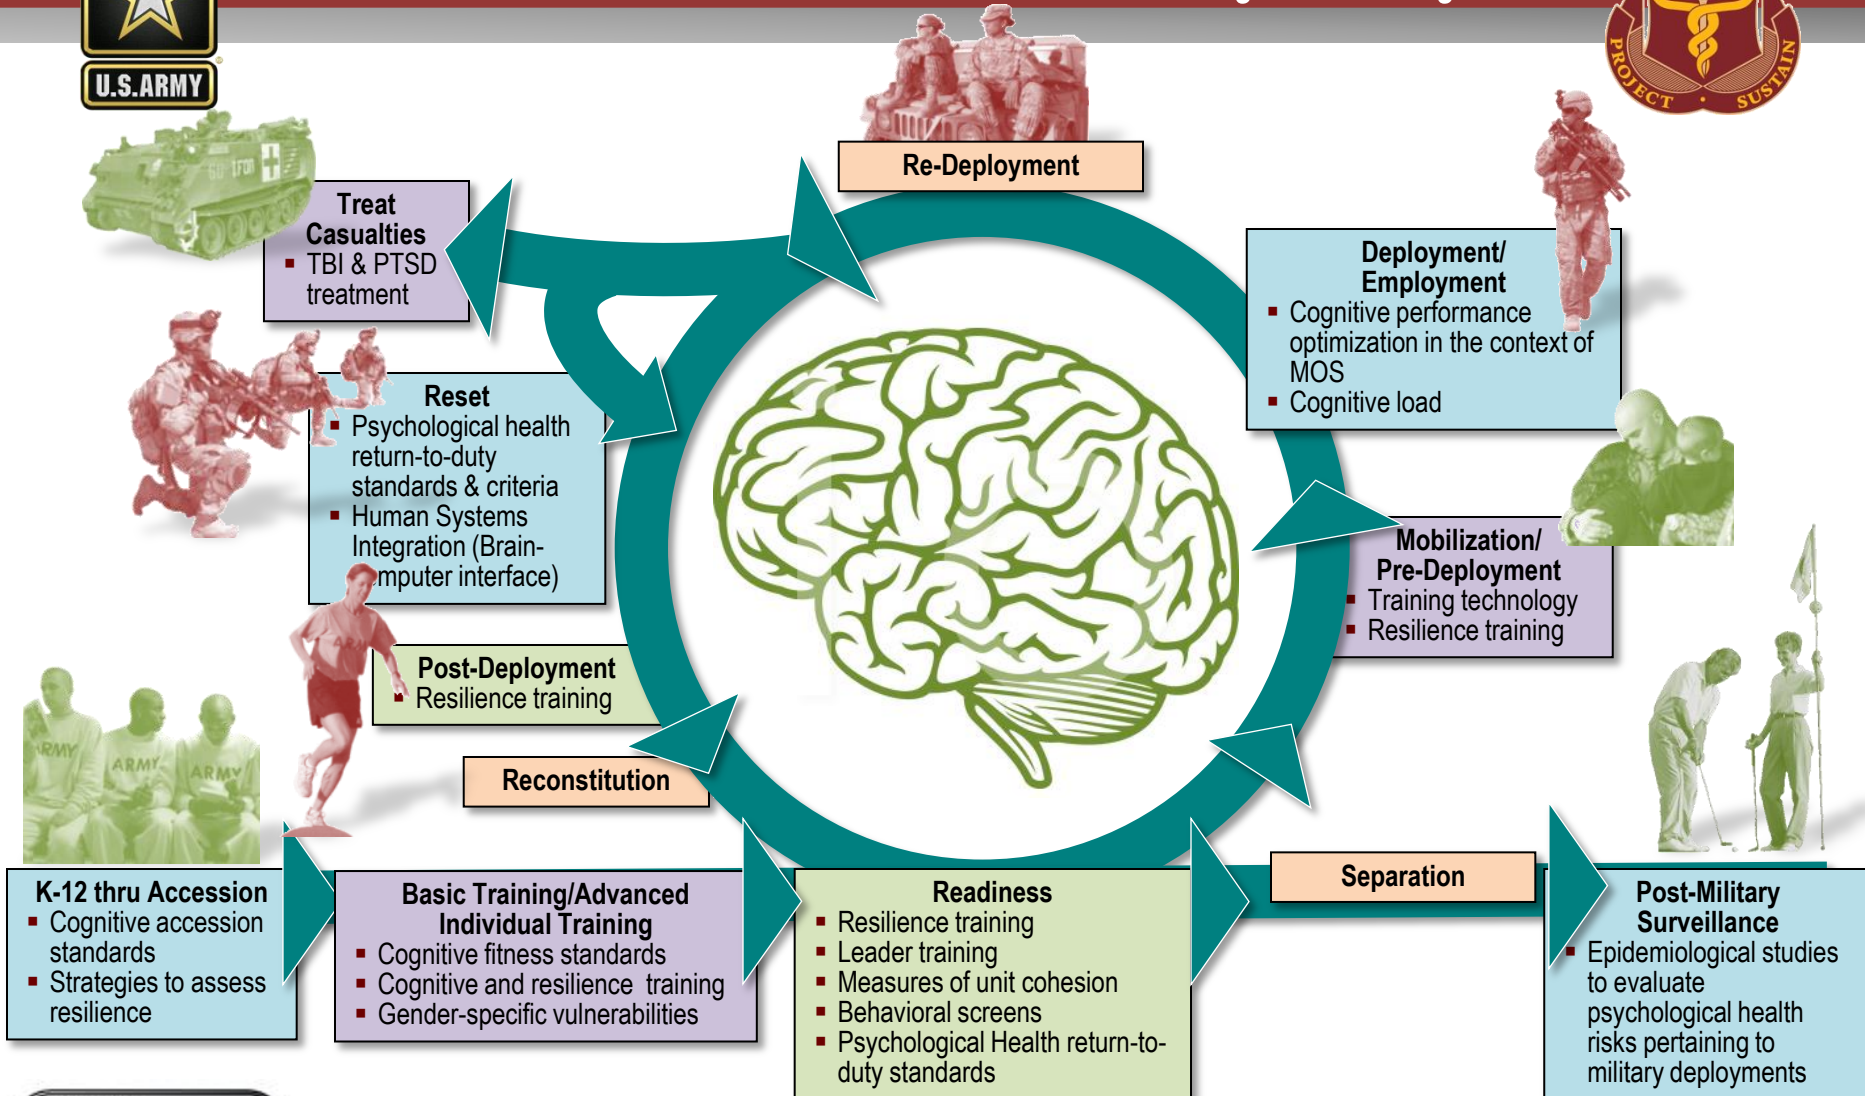 U.S.ARMY
PROJECT · SUSTAIN
Re-Deployment
Treat
Casualties
▪ TBI & PTSD
treatment
Deployment/
Employment
▪ Cognitive performance
optimization in the context of
MOS
▪ Cognitive load
Reset
▪ Psychological health
return-to-duty
standards & criteria
▪ Human Systems
Integration (Brain-
mputer interface)
Mobilization/
Pre-Deployment
▪ Training technology
▪ Resilience training
Post-Deployment
▪ Resilience training
Reconstitution
ARMY
ARMY
ARMY
Separation
K-12 thru Accession
▪ Cognitive accession
standards
▪ Strategies to assess
resilience
Basic Training/Advanced
Individual Training
▪ Cognitive fitness standards
▪ Cognitive and resilience training
▪ Gender-specific vulnerabilities
Readiness
▪ Resilience training
▪ Leader training
▪ Measures of unit cohesion
▪ Behavioral screens
▪ Psychological Health return-to-
duty standards
Post-Military
Surveillance
▪ Epidemiological studies
to evaluate
psychological health
risks pertaining to
military deployments